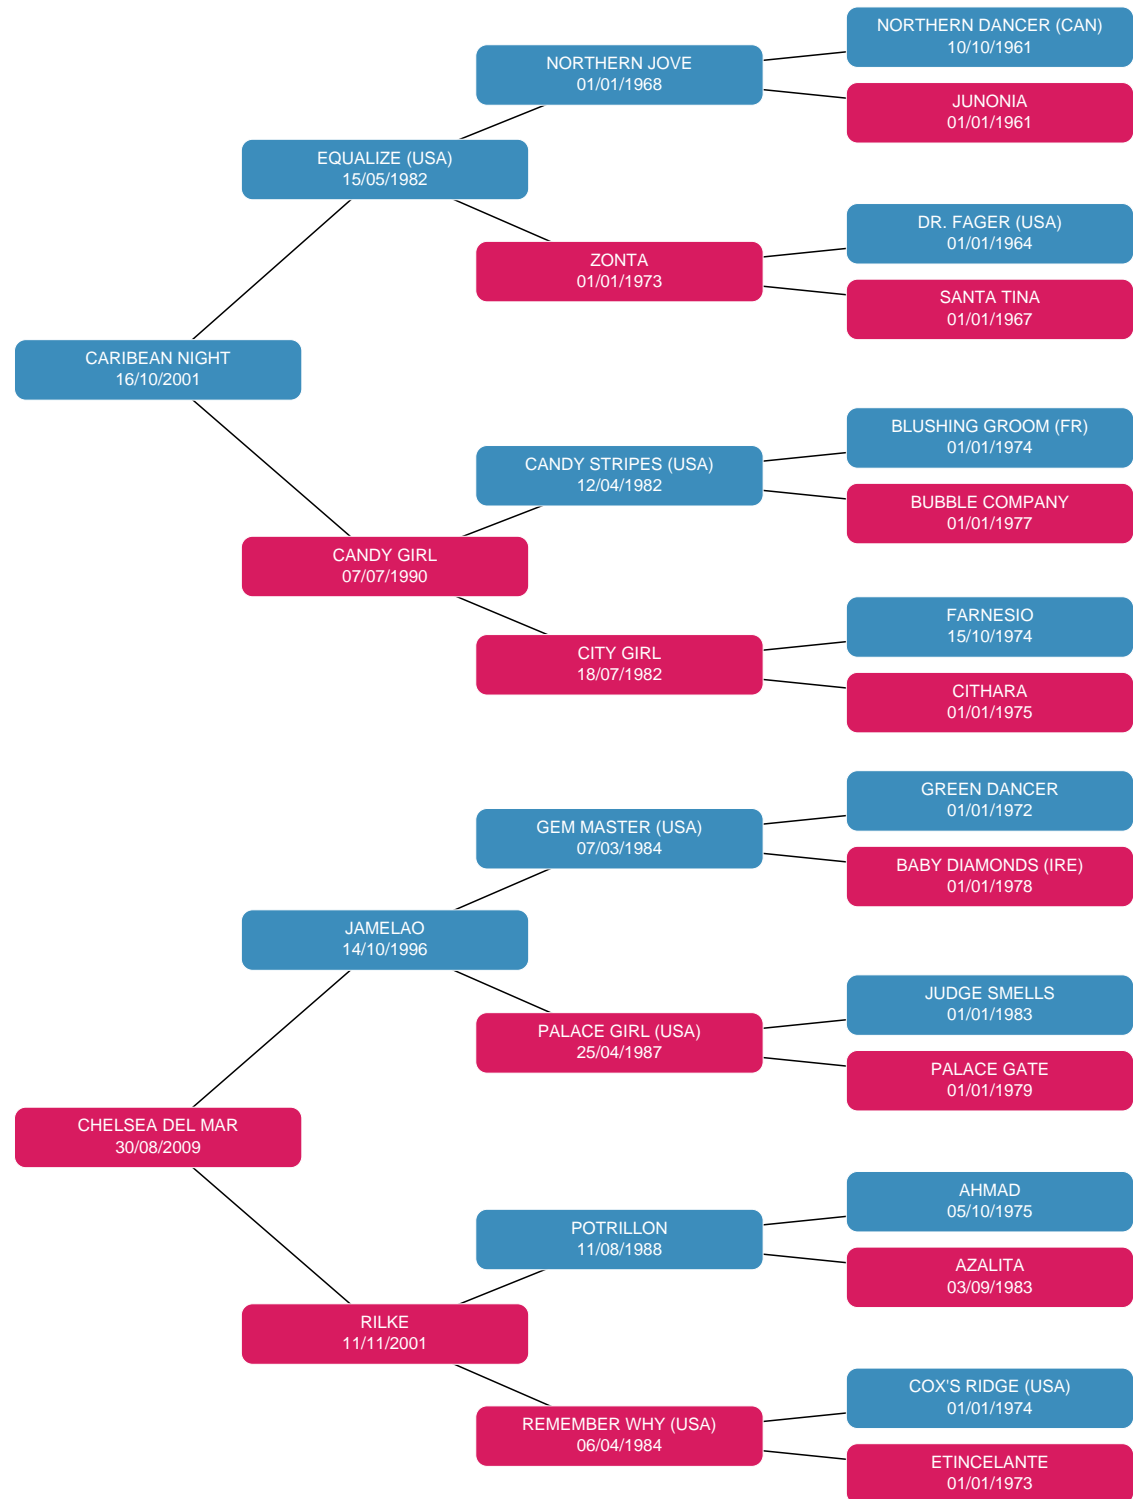 NORTHERN DANCER (CAN)
10/10/1961
NORTHERN JOVE
01/01/1968
JUNONIA
01/01/1961
EQUALIZE (USA)
15/05/1982
DR. FAGER (USA)
01/01/1964
ZONTA
01/01/1973
SANTA TINA
01/01/1967
CARIBEAN NIGHT
16/10/2001
BLUSHING GROOM (FR)
01/01/1974
CANDY STRIPES (USA)
12/04/1982
BUBBLE COMPANY
01/01/1977
CANDY GIRL
07/07/1990
FARNESIO
15/10/1974
CITY GIRL
18/07/1982
CITHARA
01/01/1975
GREEN DANCER
01/01/1972
GEM MASTER (USA)
07/03/1984
BABY DIAMONDS (IRE)
01/01/1978
JAMELAO
14/10/1996
JUDGE SMELLS
01/01/1983
PALACE GIRL (USA)
25/04/1987
PALACE GATE
01/01/1979
CHELSEA DEL MAR
30/08/2009
AHMAD
05/10/1975
POTRILLON
11/08/1988
AZALITA
03/09/1983
RILKE
11/11/2001
COX'S RIDGE (USA)
01/01/1974
REMEMBER WHY (USA)
06/04/1984
ETINCELANTE
01/01/1973